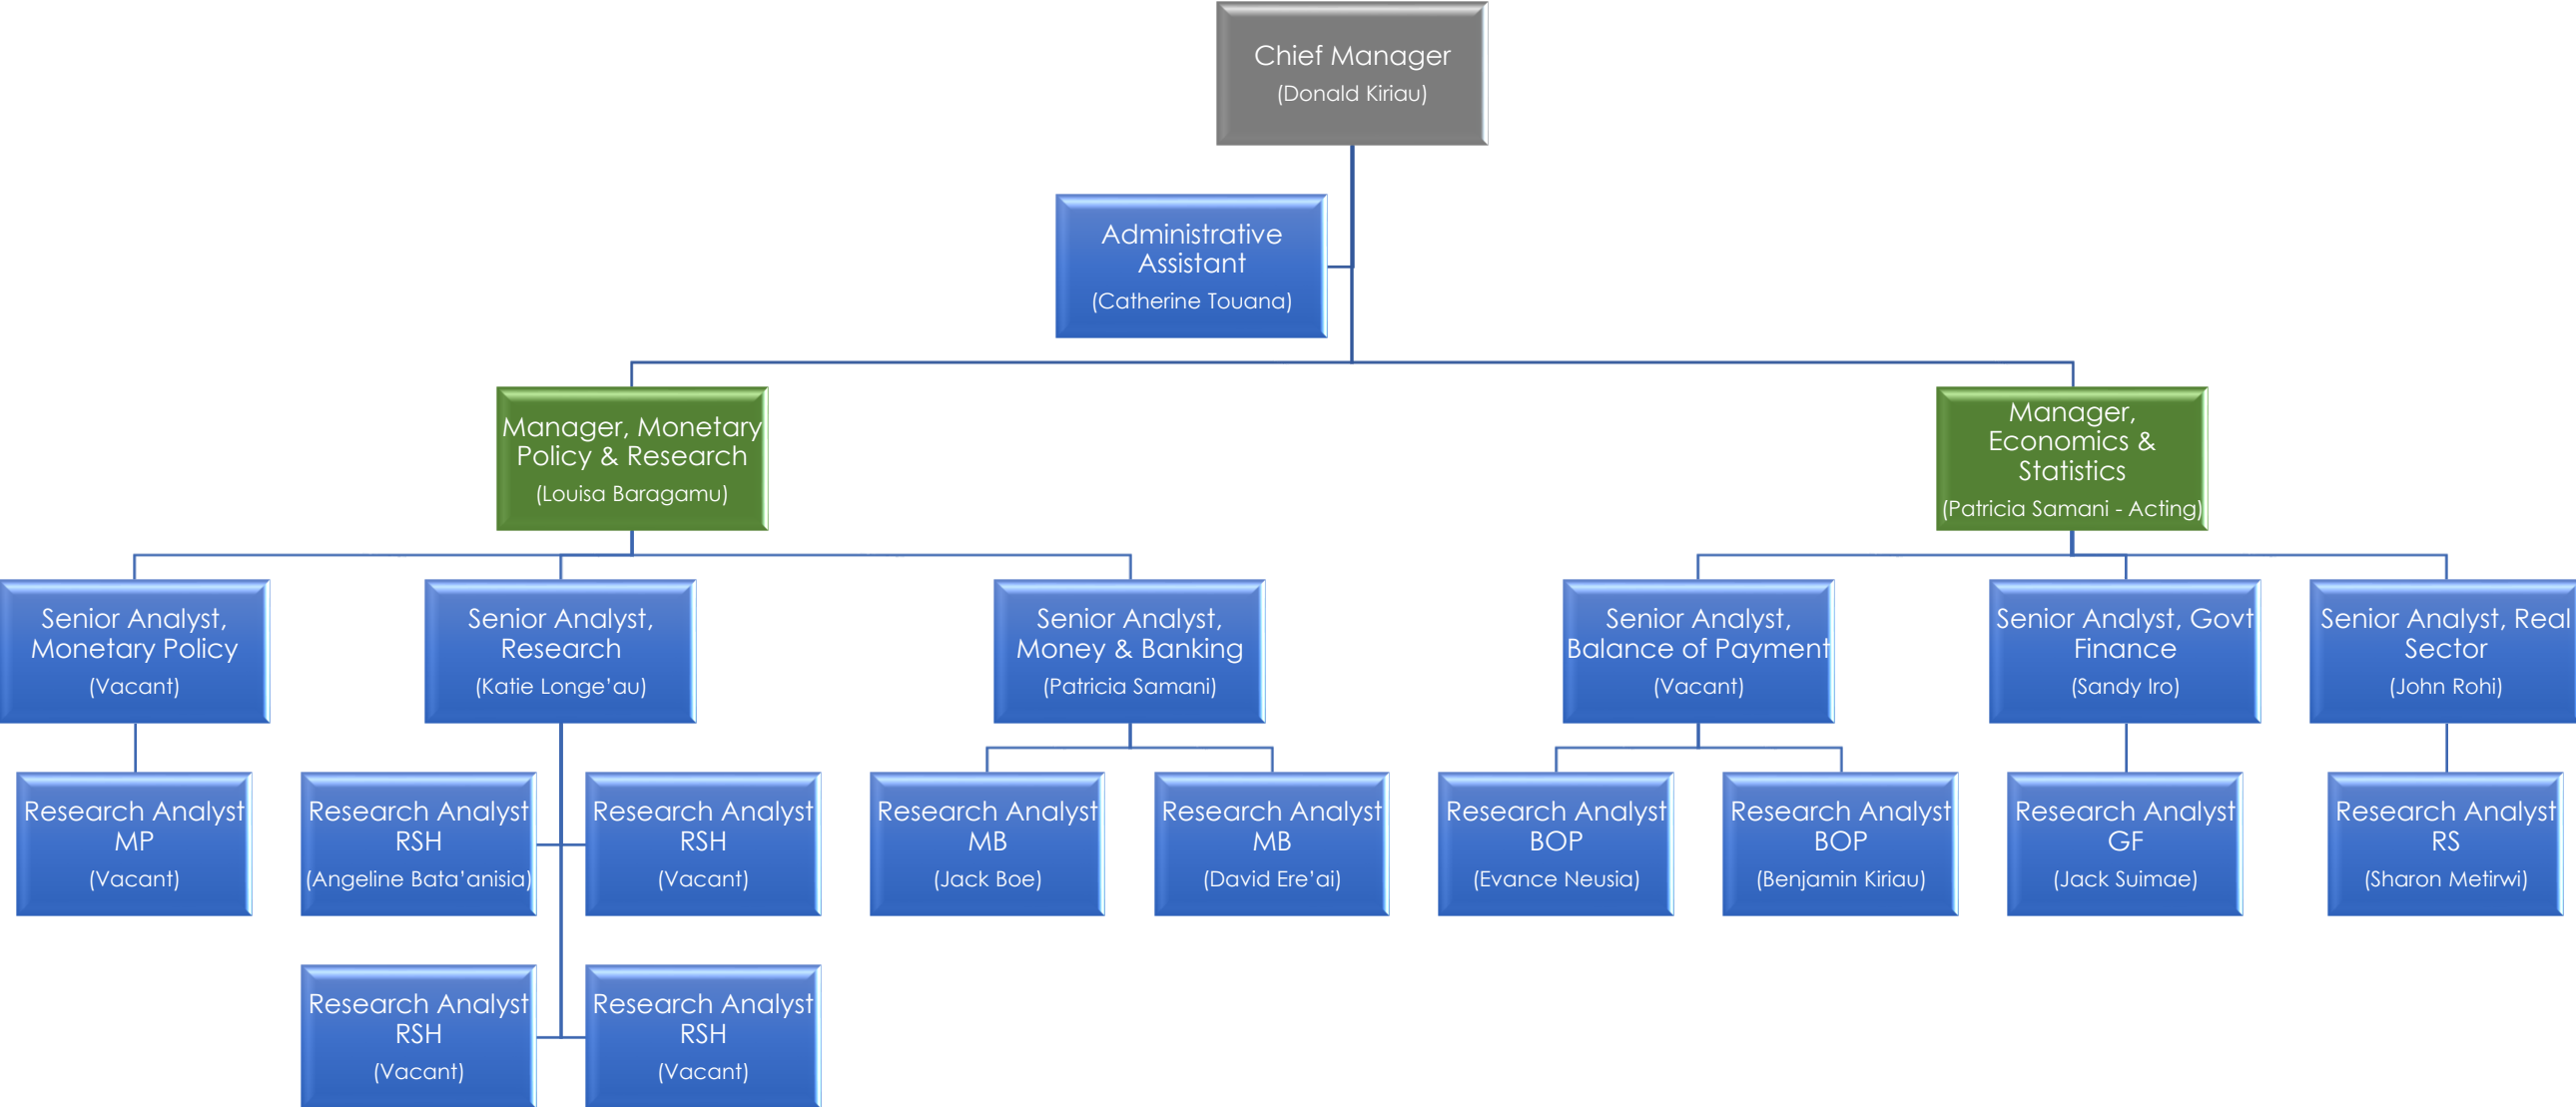 Chief Manager
(Donald Kiriau)
Administrative
Assistant
(Catherine Touana)
Manager, Monetary
Policy & Research
(Louisa Baragamu)
Manager,
Economics &
Statistics
(Patricia Samani - Acting)
Senior Analyst,
Monetary Policy
(Vacant)
Senior Analyst,
Research
(Katie Longe’au)
Senior Analyst,
Money & Banking
(Patricia Samani)
Senior Analyst,
Balance of Payment
(Vacant)
Senior Analyst, Govt
Finance
(Sandy Iro)
Senior Analyst, Real
Sector
(John Rohi)
Research Analyst
MP
(Vacant)
Research Analyst
RSH
(Angeline Bata’anisia)
Research Analyst
RSH
(Vacant)
Research Analyst
MB
(Jack Boe)
Research Analyst
MB
(David Ere’ai)
Research Analyst
BOP
(Evance Neusia)
Research Analyst
BOP
(Benjamin Kiriau)
Research Analyst
GF
(Jack Suimae)
Research Analyst
RS
(Sharon Metirwi)
Research Analyst
RSH
(Vacant)
Research Analyst
RSH
(Vacant)